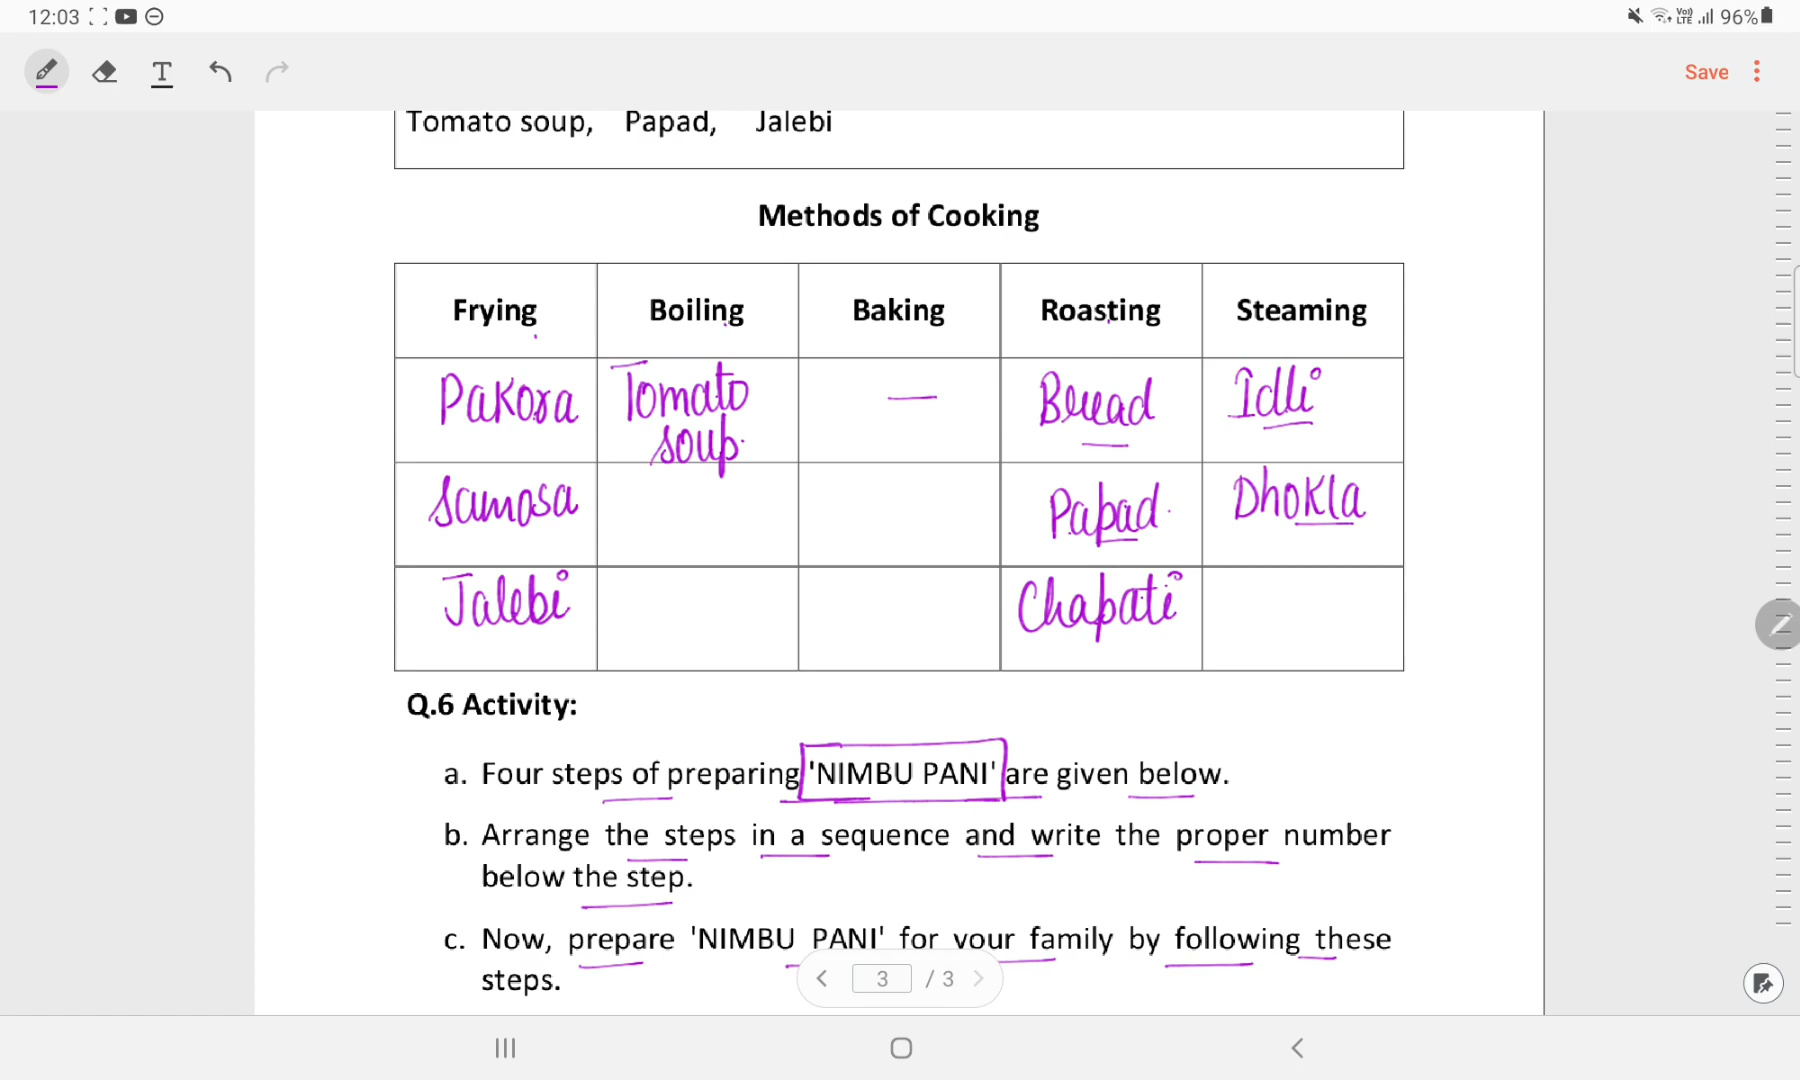 12:03
Vo))
LTE
96%
T
Save
Tomato soup, Papad, Jalebi
Methods of Cooking
Frying Boiling Baking Roasting Steaming
Pakora Tomato soup. — Bread Idli
Samosa Papad. Dhokla
Jalebi Chapati
Q.6 Activity:
a. Four steps of preparing 'NIMBU PANI' are given below.
b. Arrange the steps in a sequence and write the proper number
below the step.
c. Now, prepare 'NIMBU PANI' for your family by following these
steps.
3 / 3